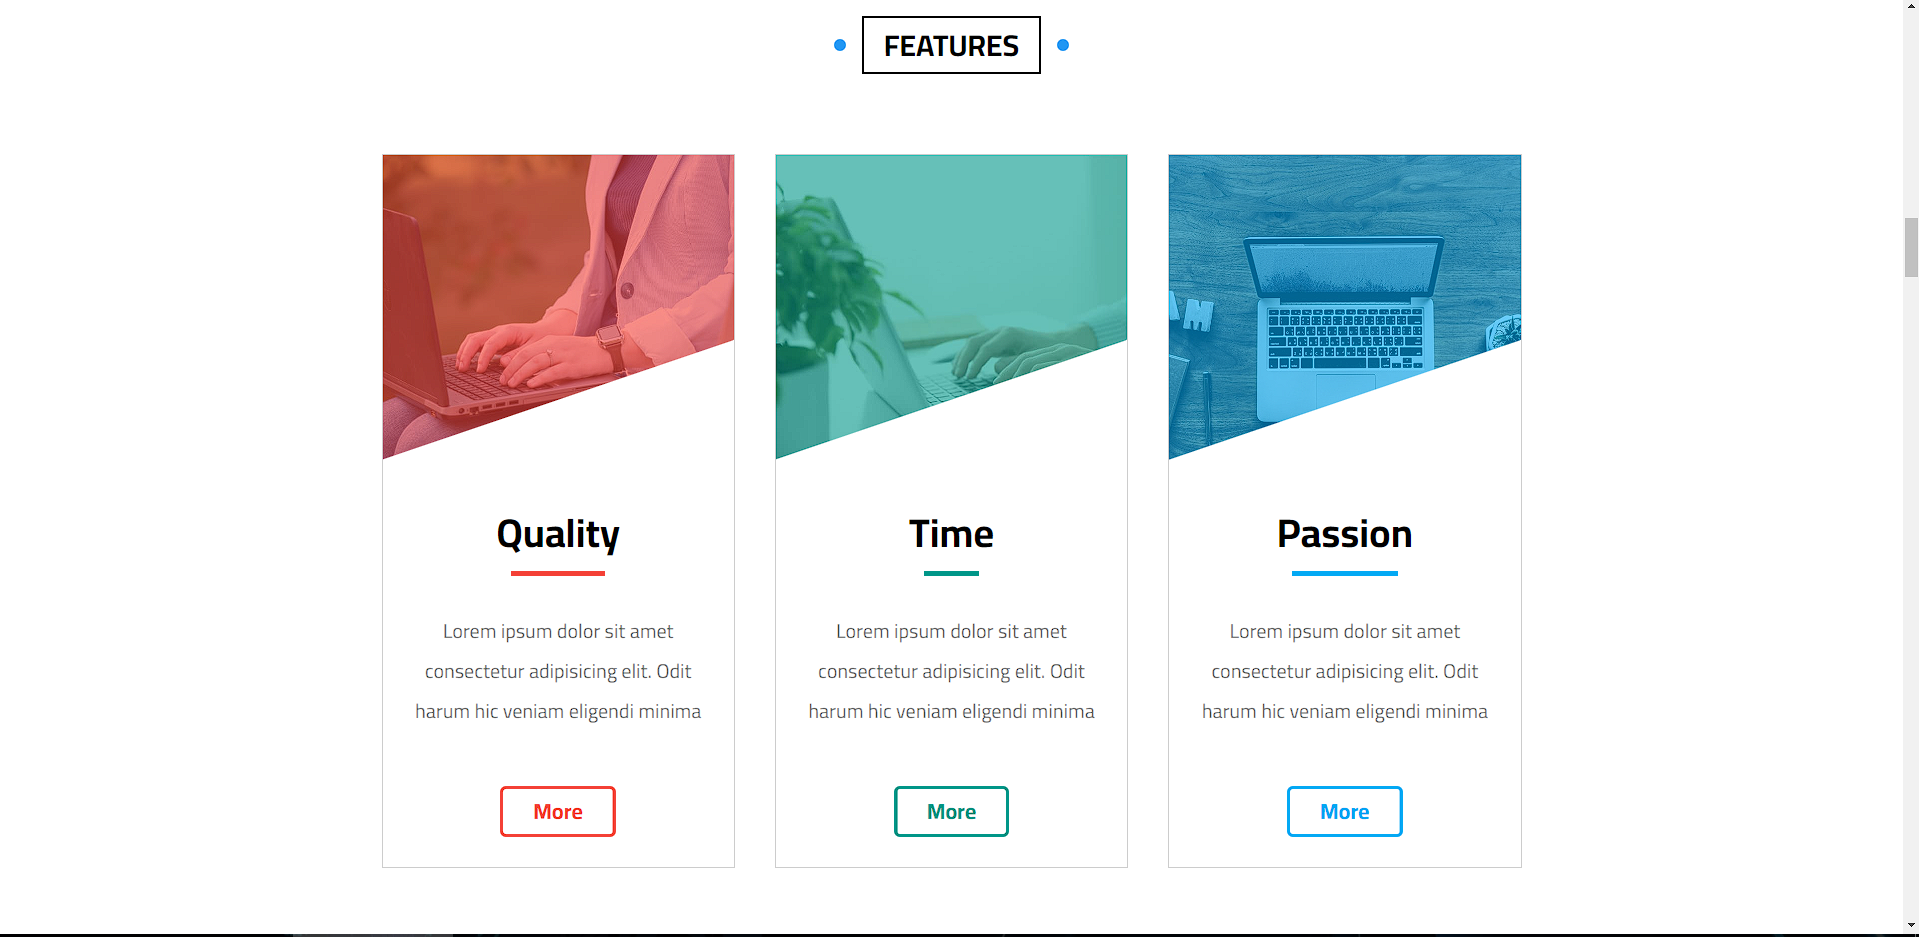 FEATURES
Quality
Lorem ipsum dolor sit amet
consectetur adipisicing elit. Odit
harum hic veniam eligendi minima
More
Time
Lorem ipsum dolor sit amet
consectetur adipisicing elit. Odit
harum hic veniam eligendi minima
More
Passion
Lorem ipsum dolor sit amet
consectetur adipisicing elit. Odit
harum hic veniam eligendi minima
More